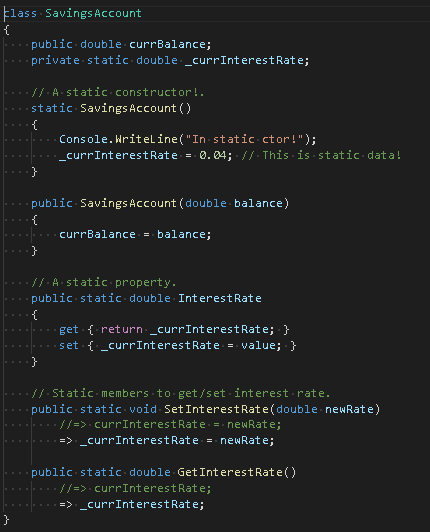 class SavingsAccount
{
    public double currBalance;
    private static double _currInterestRate;

    // A static constructor!.
    static SavingsAccount()
    {
        Console.WriteLine("In static ctor!");
        _currInterestRate = 0.04; // This is static data!
    }

    public SavingsAccount(double balance)
    {
        currBalance = balance;
    }

    // A static property.
    public static double InterestRate
    {
        get { return _currInterestRate; }
        set { _currInterestRate = value; }
    }

    // Static members to get/set interest rate.
    public static void SetInterestRate(double newRate)
        //=> currInterestRate = newRate;
        => _currInterestRate = newRate;

    public static double GetInterestRate()
        //=> currInterestRate;
        => _currInterestRate;
}